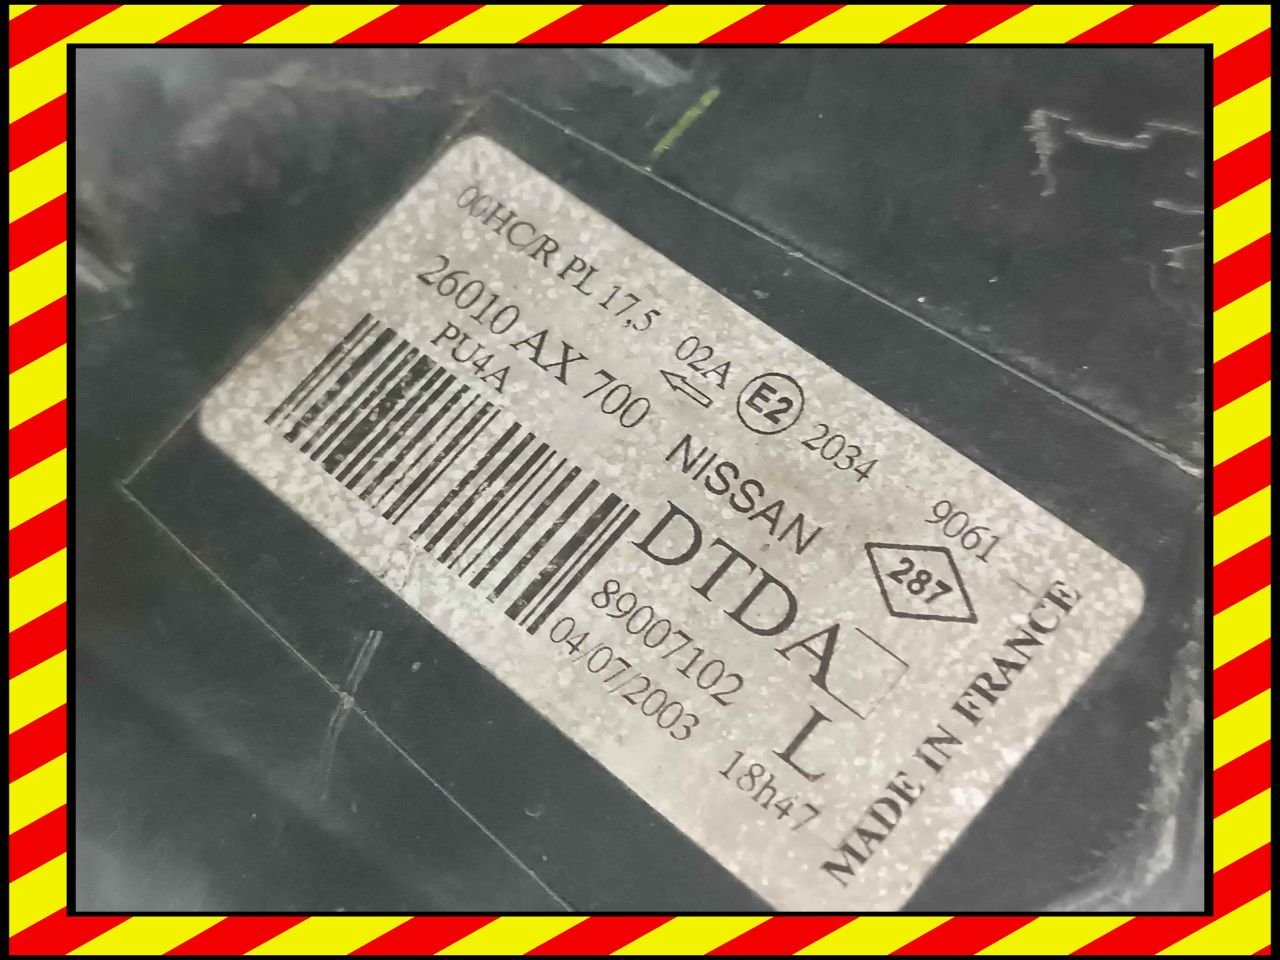 00HC/R PL 17,5 02A E2 2034 9061
26010 AX 700 NISSAN 287
PU4A
DTDA L
89007102
04/07/2003 18h47
MADE IN FRANCE